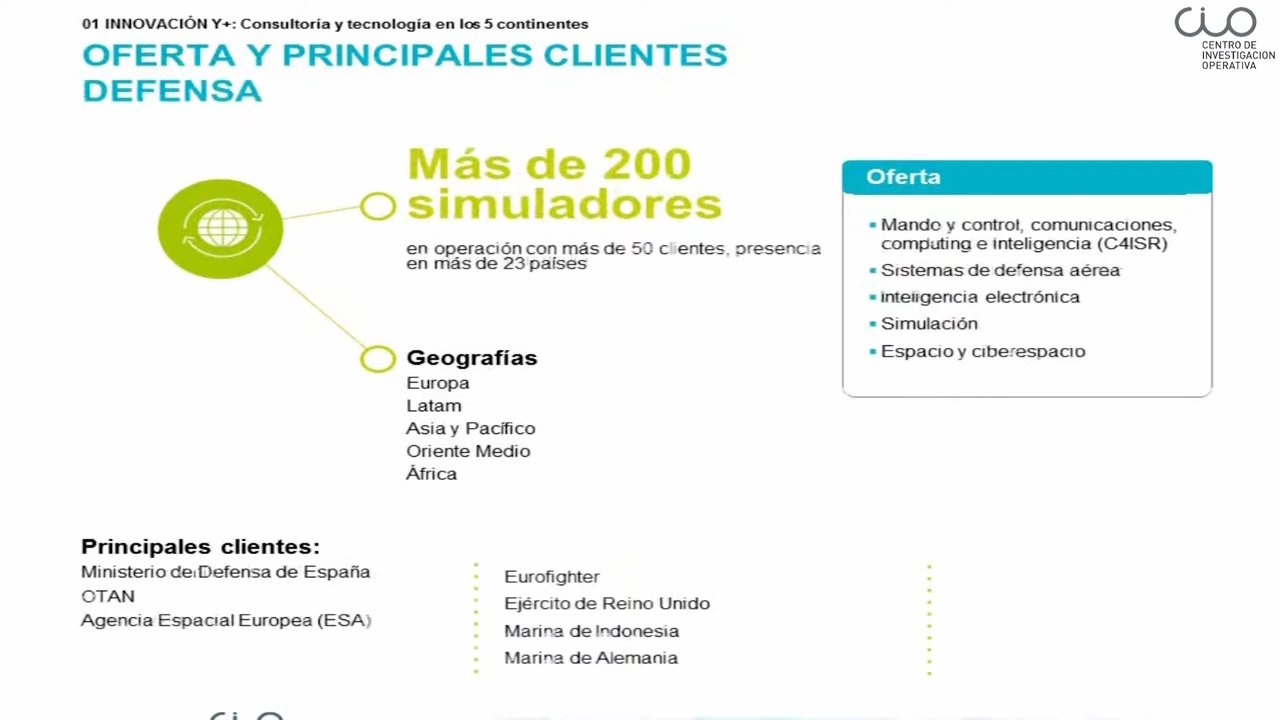 01 INNOVACIÓN Y+: Consultoría y tecnología en los 5 continentes
OFERTA Y PRINCIPALES CLIENTES
DEFENSA
CIO
CENTRO DE
INVESTIGACION
OPERATIVA
Más de 200
simuladores
en operación con más de 50 clientes, presencia
en más de 23 países
Geografías
Europa
Latam
Asia y Pacífico
Oriente Medio
África
Oferta
Mando y control, comunicaciones,
computing e inteligencia (C4ISR)
Sistemas de defensa aérea
Inteligencia electrónica
Simulación
Espacio y ciberespacio
Principales clientes:
Ministerio de Defensa de España
OTAN
Agencia Espacial Europea (ESA)
Eurofighter
Ejército de Reino Unido
Marina de Indonesia
Marina de Alemania